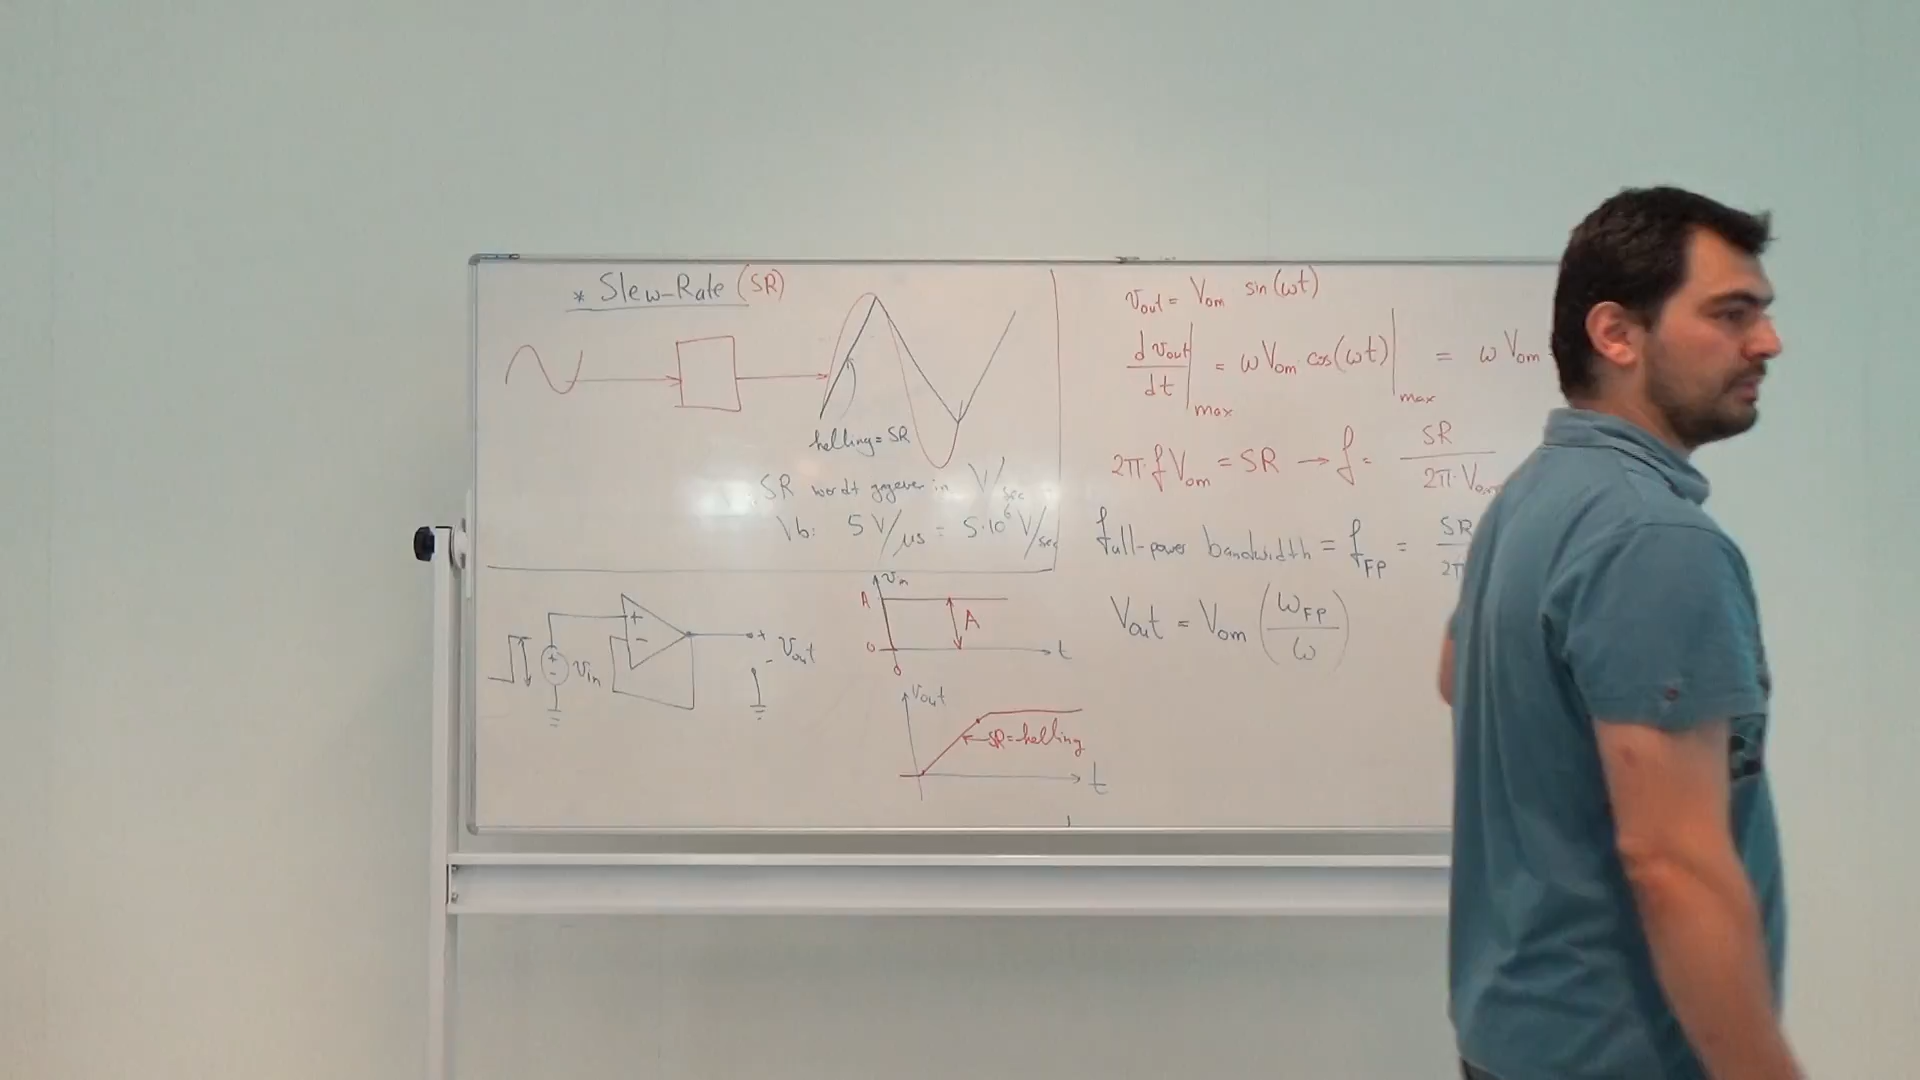 * Slew-Rate (SR)
helling = SR
SR wordt gegeven in V/sec
Vb: 5 V/μs = 5·10⁶ V/sec
+
-
+
-
Vin
+
-
Vout
Vin
A
A
0
0
t
Vout
SR=helling
t
Vout = Vom sin(ωt)
d vout/dt |max = ω Vom cos(ωt) |max = ω Vom
2π·f Vom = SR → f = SR / 2π·Vom
full-power bandwidth = fFP = SR / 2π
Vout = Vom (ωFP / ω)